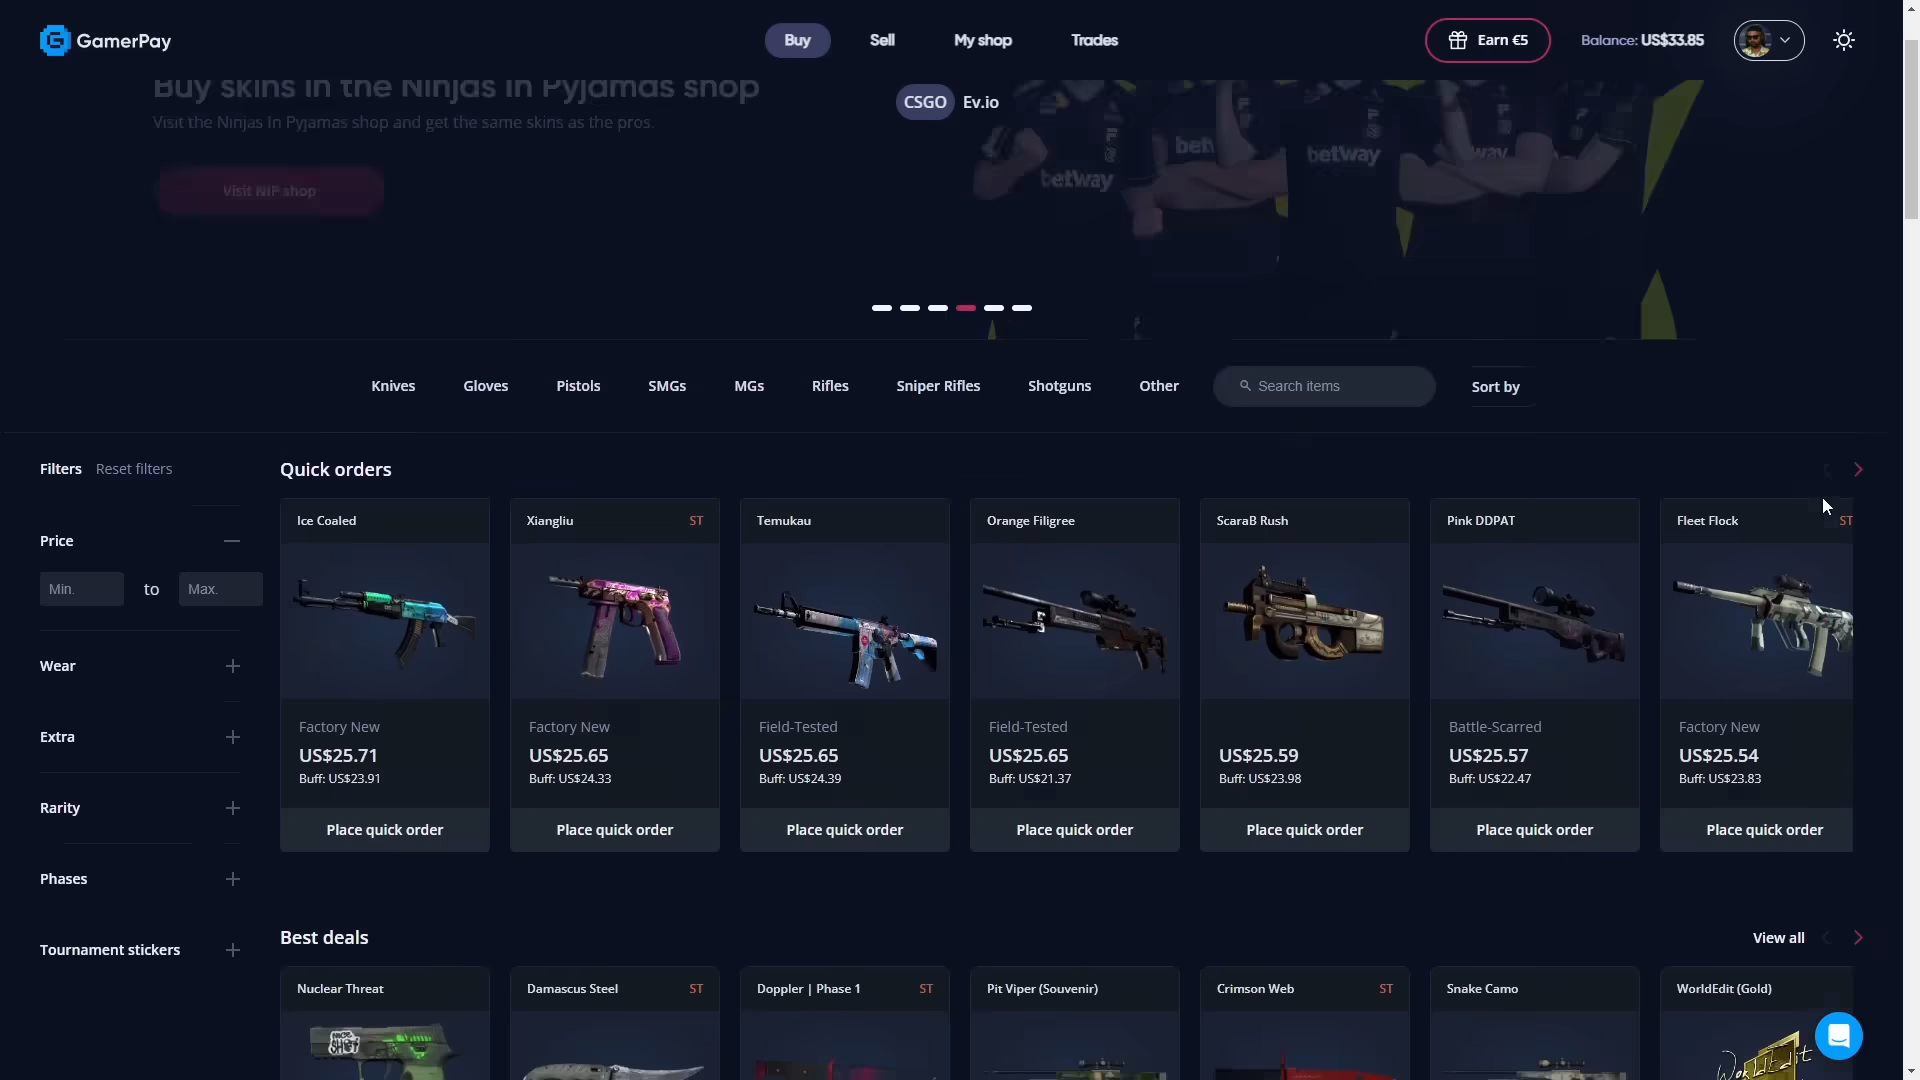 GamerPay
Buy
Sell
My shop
Trades
Earn €5
Balance: US$33.85
Buy skins in the Ninjas In Pyjamas shop
Visit the Ninjas In Pyjamas shop and get the same skins as the pros.
Visit NIP shop
CSGO
Ev.io
betway
bet
betway
way
Knives
Gloves
Pistols
SMGs
MGs
Rifles
Sniper Rifles
Shotguns
Other
Search items
Sort by
Filters
Reset filters
Price
Min.
to
Max.
Wear
Extra
Rarity
Phases
Tournament stickers
Quick orders
Ice Coaled
Factory New
US$25.71
Buff: US$23.91
Place quick order
Xiangliu
ST
Factory New
US$25.65
Buff: US$24.33
Place quick order
Temukau
Field-Tested
US$25.65
Buff: US$24.39
Place quick order
Orange Filigree
Field-Tested
US$25.65
Buff: US$21.37
Place quick order
ScaraB Rush
US$25.59
Buff: US$23.98
Place quick order
Pink DDPAT
Battle-Scarred
US$25.57
Buff: US$22.47
Place quick order
Fleet Flock
ST
Factory New
US$25.54
Buff: US$23.83
Place quick order
Best deals
View all
Nuclear Threat
Damascus Steel
ST
Doppler | Phase 1
ST
Pit Viper (Souvenir)
Crimson Web
ST
Snake Camo
WorldEdit (Gold)
WorldEdit